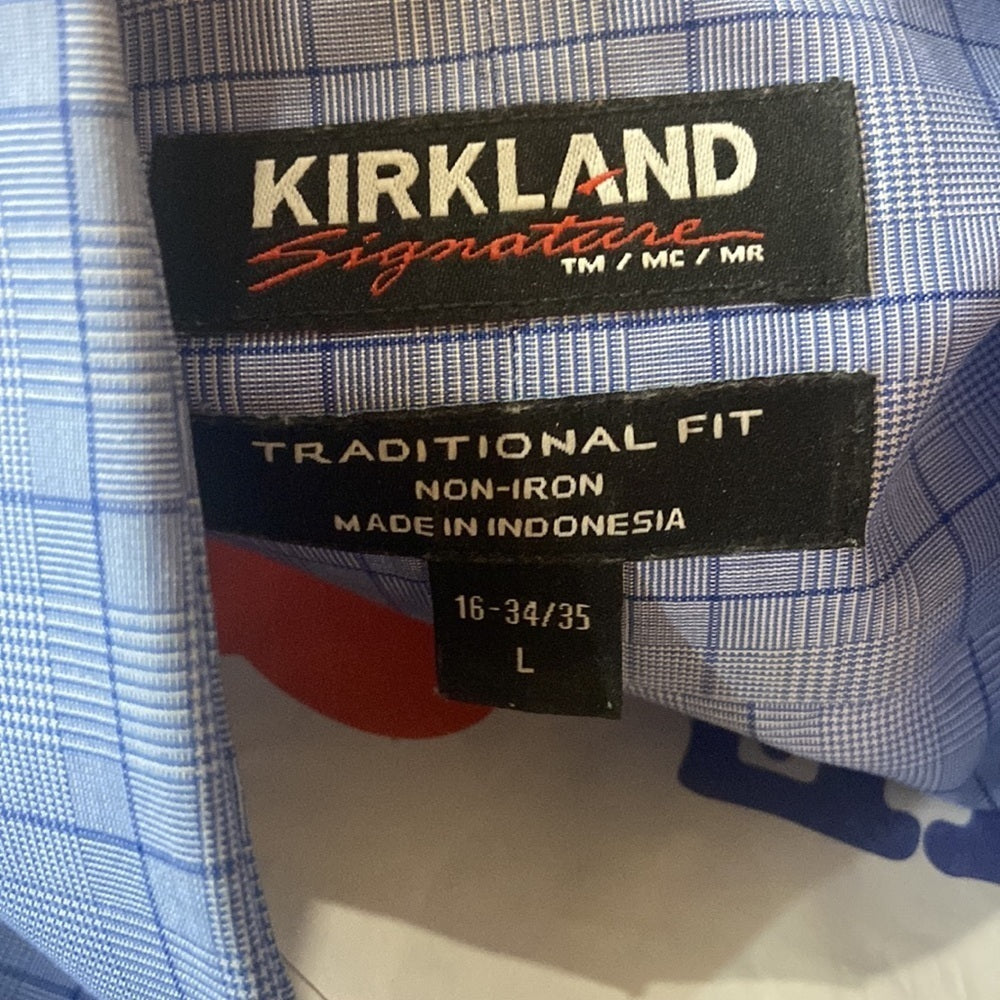 KIRKLAND
Signature
TM / MC / MR
TRADITIONAL FIT
NON-IRON
MADE IN INDONESIA
16-34/35
L